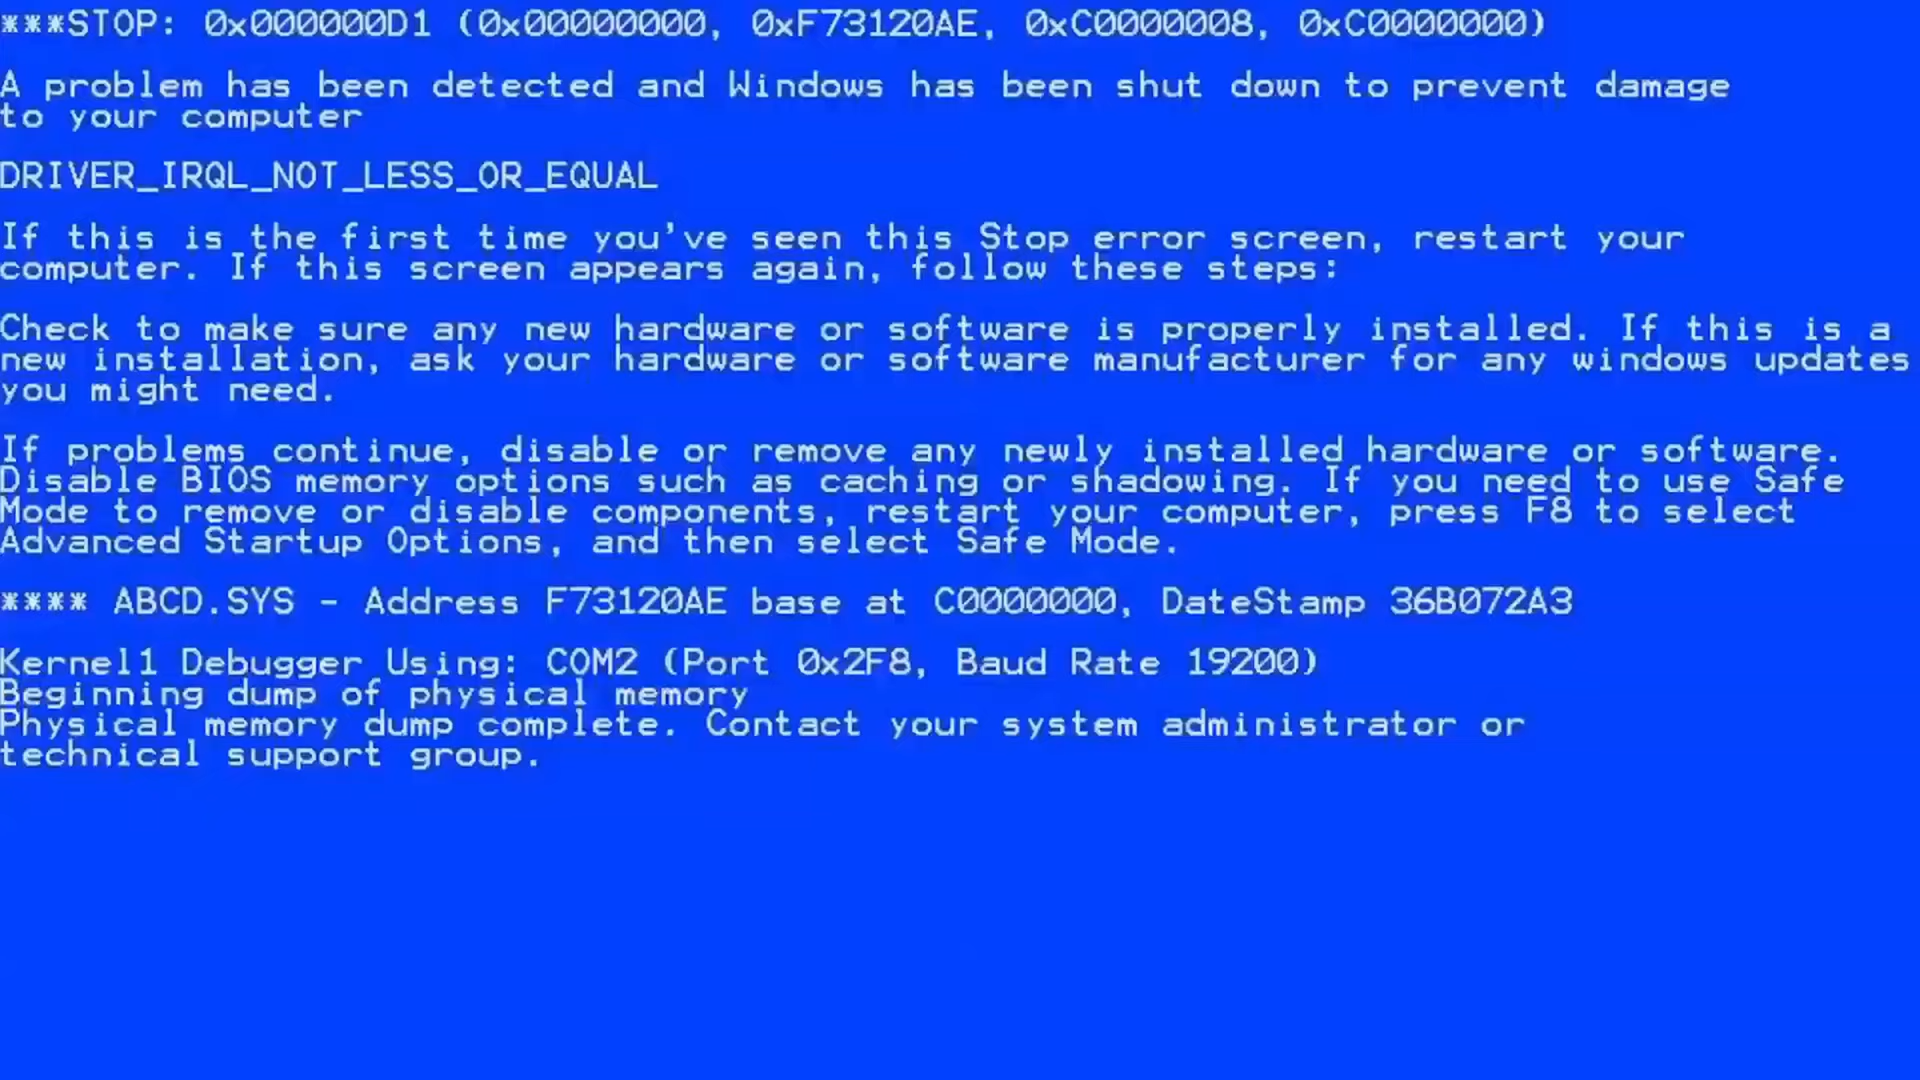 ***STOP: 0x000000D1 (0x00000000, 0xF73120AE, 0xC0000008, 0xC0000000)
A problem has been detected and Windows has been shut down to prevent damage
to your computer
DRIVER_IRQL_NOT_LESS_OR_EQUAL
If this is the first time you've seen this Stop error screen, restart your
computer. If this screen appears again, follow these steps:
Check to make sure any new hardware or software is properly installed. If this is a
new installation, ask your hardware or software manufacturer for any windows updates
you might need.
If problems continue, disable or remove any newly installed hardware or software.
Disable BIOS memory options such as caching or shadowing. If you need to use Safe
Mode to remove or disable components, restart your computer, press F8 to select
Advanced Startup Options, and then select Safe Mode.
**** ABCD.SYS - Address F73120AE base at C0000000, DateStamp 36B072A3
Kernel1 Debugger Using: COM2 (Port 0x2F8, Baud Rate 19200)
Beginning dump of physical memory
Physical memory dump complete. Contact your system administrator or
technical support group.